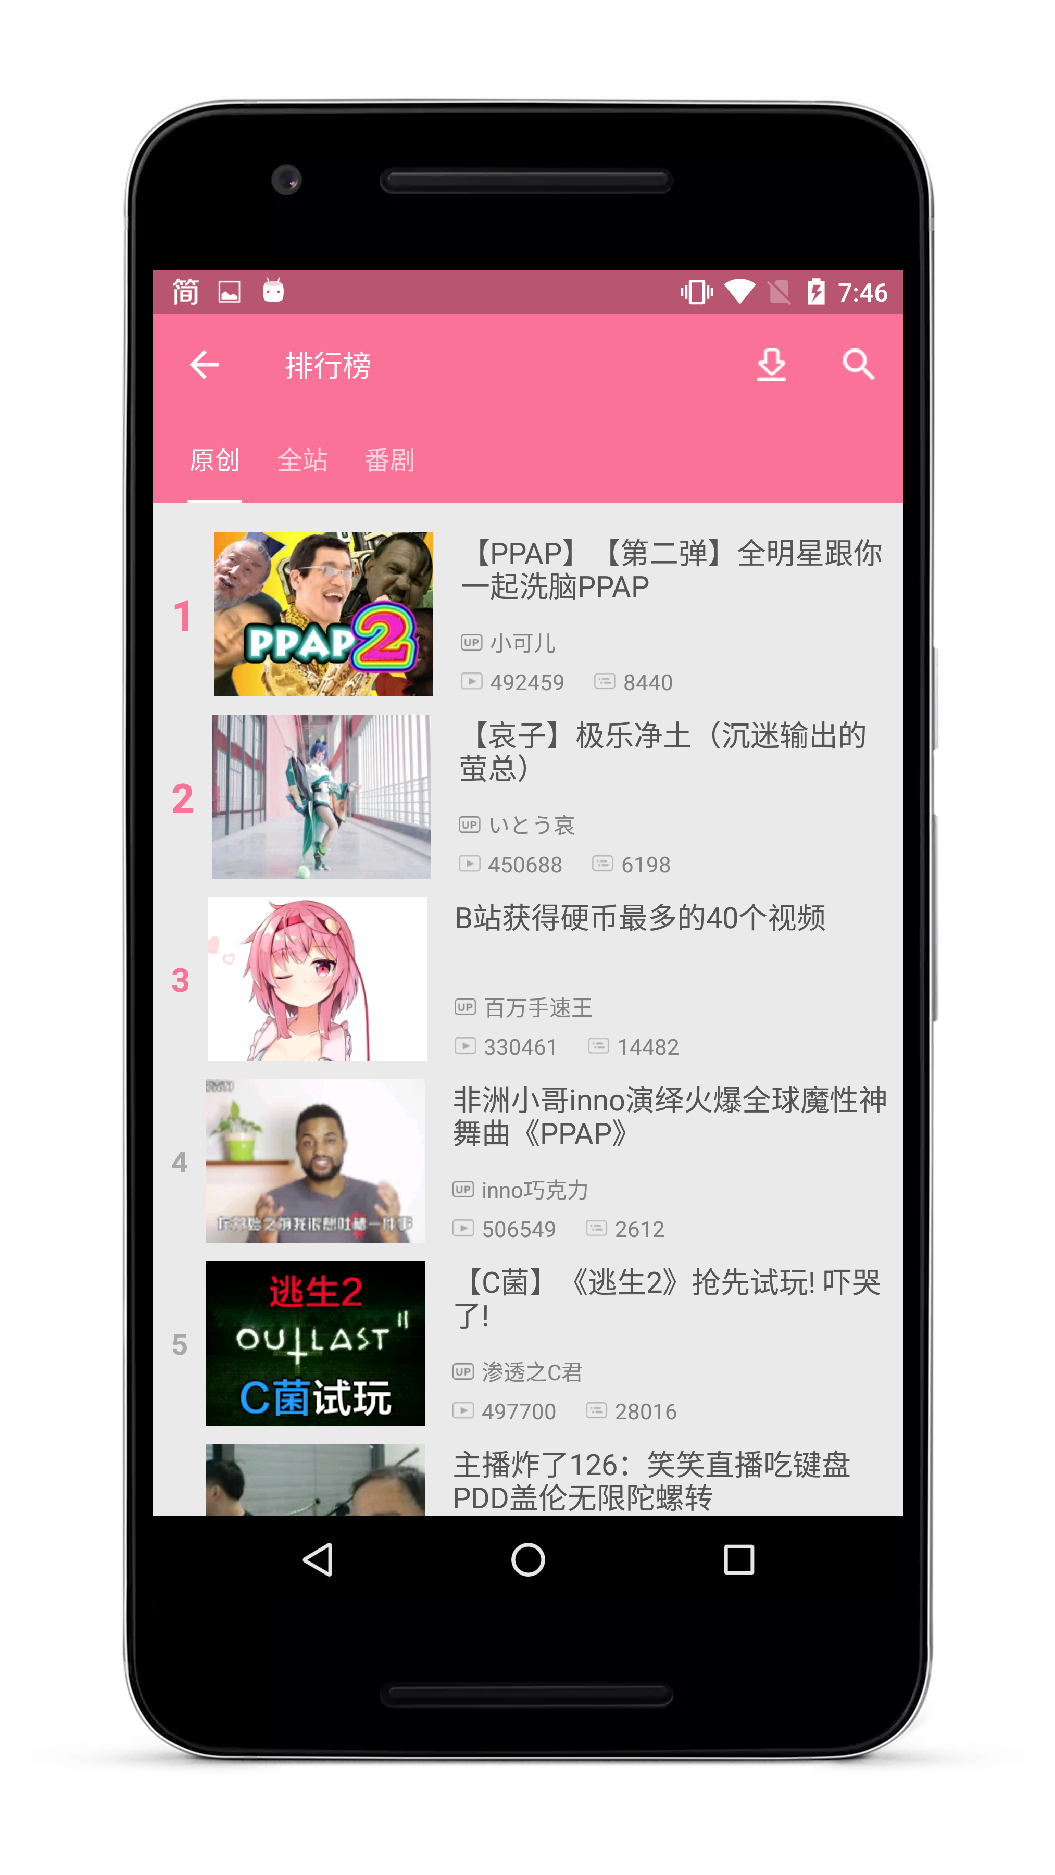 简
7:46
排行榜
原创 全站 番剧
【PPAP】【第二弹】全明星跟你
一起洗脑PPAP
PPAP2
1
UP 小可儿
492459 8440
【哀子】极乐净土（沉迷输出的
萤总）
2
UP いとう哀
450688 6198
B站获得硬币最多的40个视频
3
UP 百万手速王
330461 14482
非洲小哥inno演绎火爆全球魔性神
舞曲《PPAP》
4
UP inno巧克力
506549 2612
【C菌】《逃生2》抢先试玩! 吓哭
了!
逃生2
OUTLAST II
C菌试玩
5
UP 渗透之C君
497700 28016
主播炸了126：笑笑直播吃键盘
PDD盖伦无限陀螺转